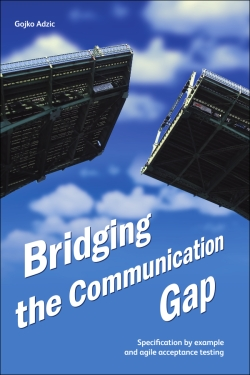 Gojko Adzic
Bridging
the Communication
Gap
Specification by example
and agile acceptance testing